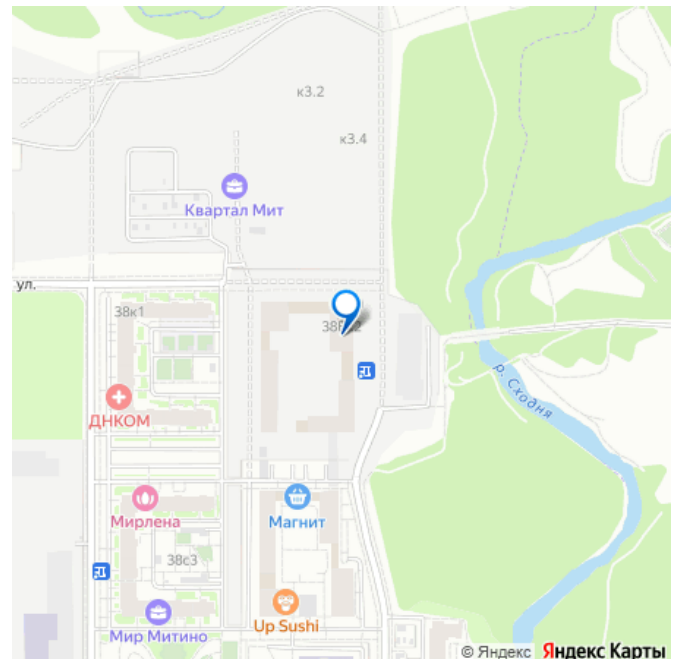 к3.2
к3.4
Квартал Мит
ул.
38к1
ДНКОМ
р. Сходня
Мирлена
Магнит
38с3
Мир Митино
Up Sushi
© Яндекс Яндекс Карты